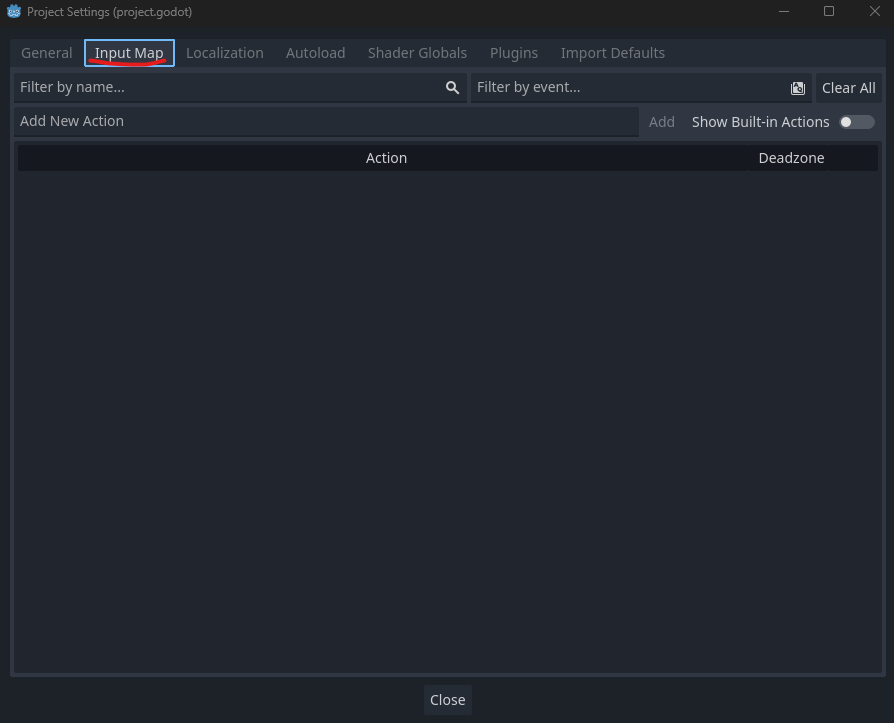 Project Settings (project.godot)
General Input Map Localization Autoload Shader Globals Plugins Import Defaults
Filter by name... Filter by event... Clear All
Add New Action Add Show Built-in Actions
Action Deadzone
Close